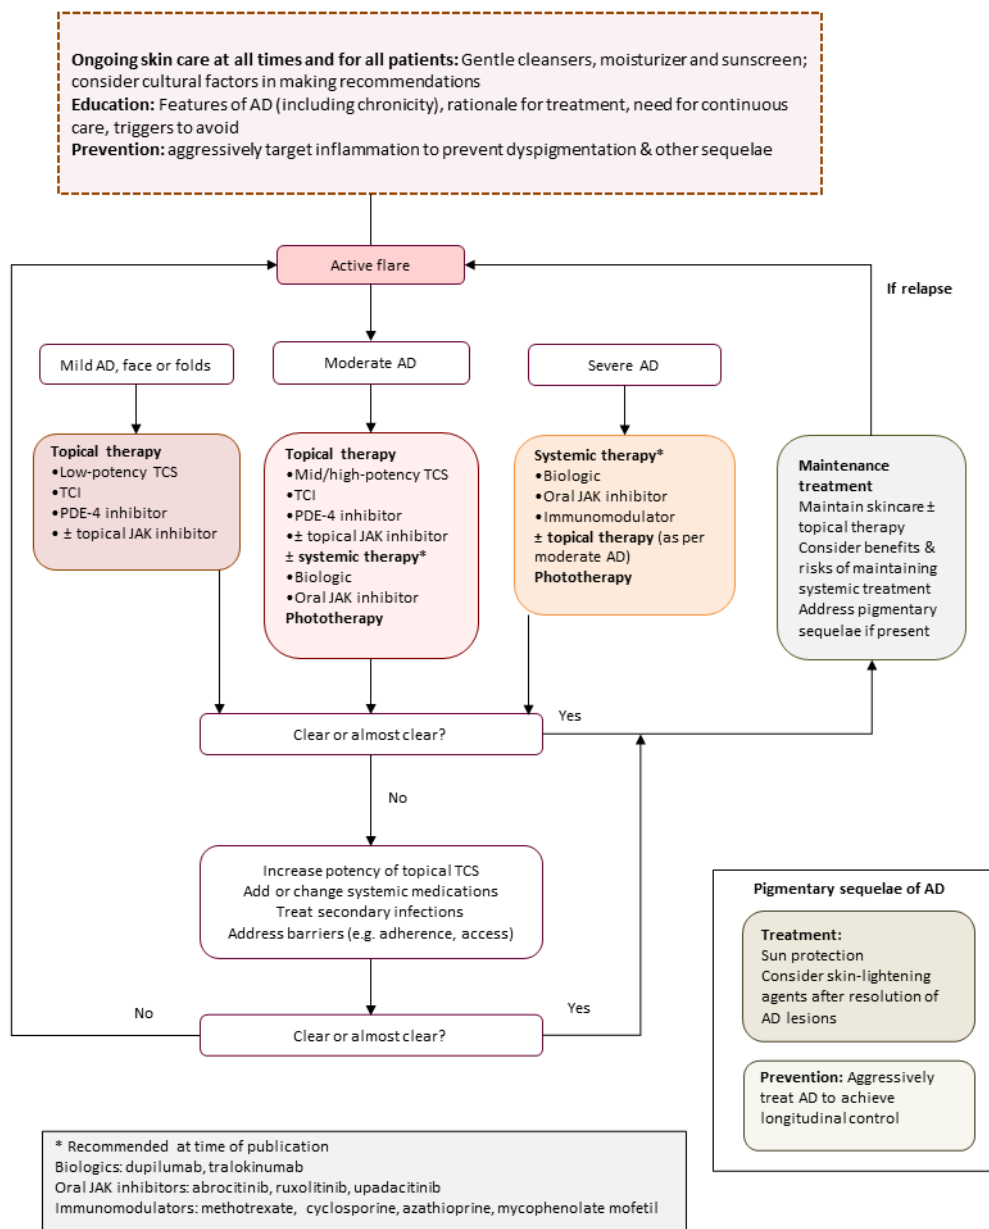 Ongoing skin care at all times and for all patients: Gentle cleansers, moisturizer and sunscreen;
consider cultural factors in making recommendations
Education: Features of AD (including chronicity), rationale for treatment, need for continuous
care, triggers to avoid
Prevention: aggressively target inflammation to prevent dyspigmentation & other sequelae
Active flare
If relapse
Mild AD, face or folds
Moderate AD
Severe AD
Topical therapy
•Low-potency TCS
•TCI
•PDE-4 inhibitor
• ± topical JAK inhibitor
Topical therapy
•Mid/high-potency TCS
•TCI
•PDE-4 inhibitor
•± topical JAK inhibitor
± systemic therapy*
•Biologic
•Oral JAK inhibitor
Phototherapy
Systemic therapy*
•Biologic
•Oral JAK inhibitor
•Immunomodulator
± topical therapy (as per
moderate AD)
Phototherapy
Maintenance
treatment
Maintain skincare ±
topical therapy
Consider benefits &
risks of maintaining
systemic treatment
Address pigmentary
sequelae if present
Clear or almost clear?
Yes
No
Increase potency of topical TCS
Add or change systemic medications
Treat secondary infections
Address barriers (e.g. adherence, access)
No
Clear or almost clear?
Yes
Pigmentary sequelae of AD
Treatment:
Sun protection
Consider skin-lightening
agents after resolution of
AD lesions
Prevention: Aggressively
treat AD to achieve
longitudinal control
* Recommended at time of publication
Biologics: dupilumab, tralokinumab
Oral JAK inhibitors: abrocitinib, ruxolitinib, upadacitinib
Immunomodulators: methotrexate, cyclosporine, azathioprine, mycophenolate mofetil